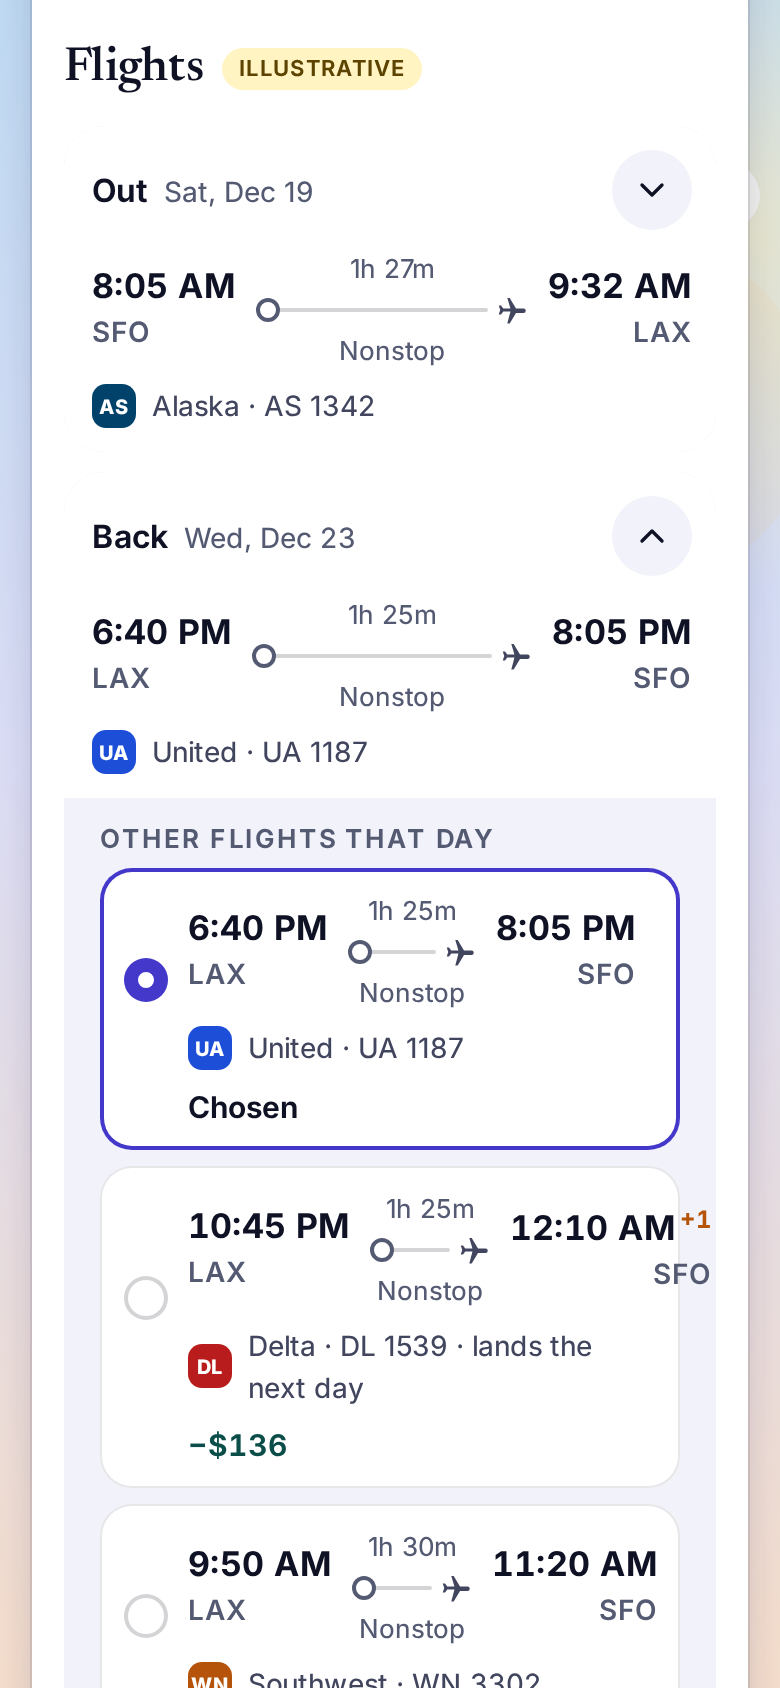 Flights ILLUSTRATIVE
Out Sat, Dec 19
1h 27m
8:05 AM 9:32 AM
SFO LAX
Nonstop
AS Alaska · AS 1342
Back Wed, Dec 23
1h 25m
6:40 PM 8:05 PM
LAX SFO
Nonstop
UA United · UA 1187
OTHER FLIGHTS THAT DAY
1h 25m
6:40 PM 8:05 PM
LAX SFO
Nonstop
UA United · UA 1187
Chosen
1h 25m
10:45 PM 12:10 AM +1
LAX SFO
Nonstop
DL Delta · DL 1539 · lands the
next day
−$136
1h 30m
9:50 AM 11:20 AM
LAX SFO
Nonstop
WN Southwest · WN 3302